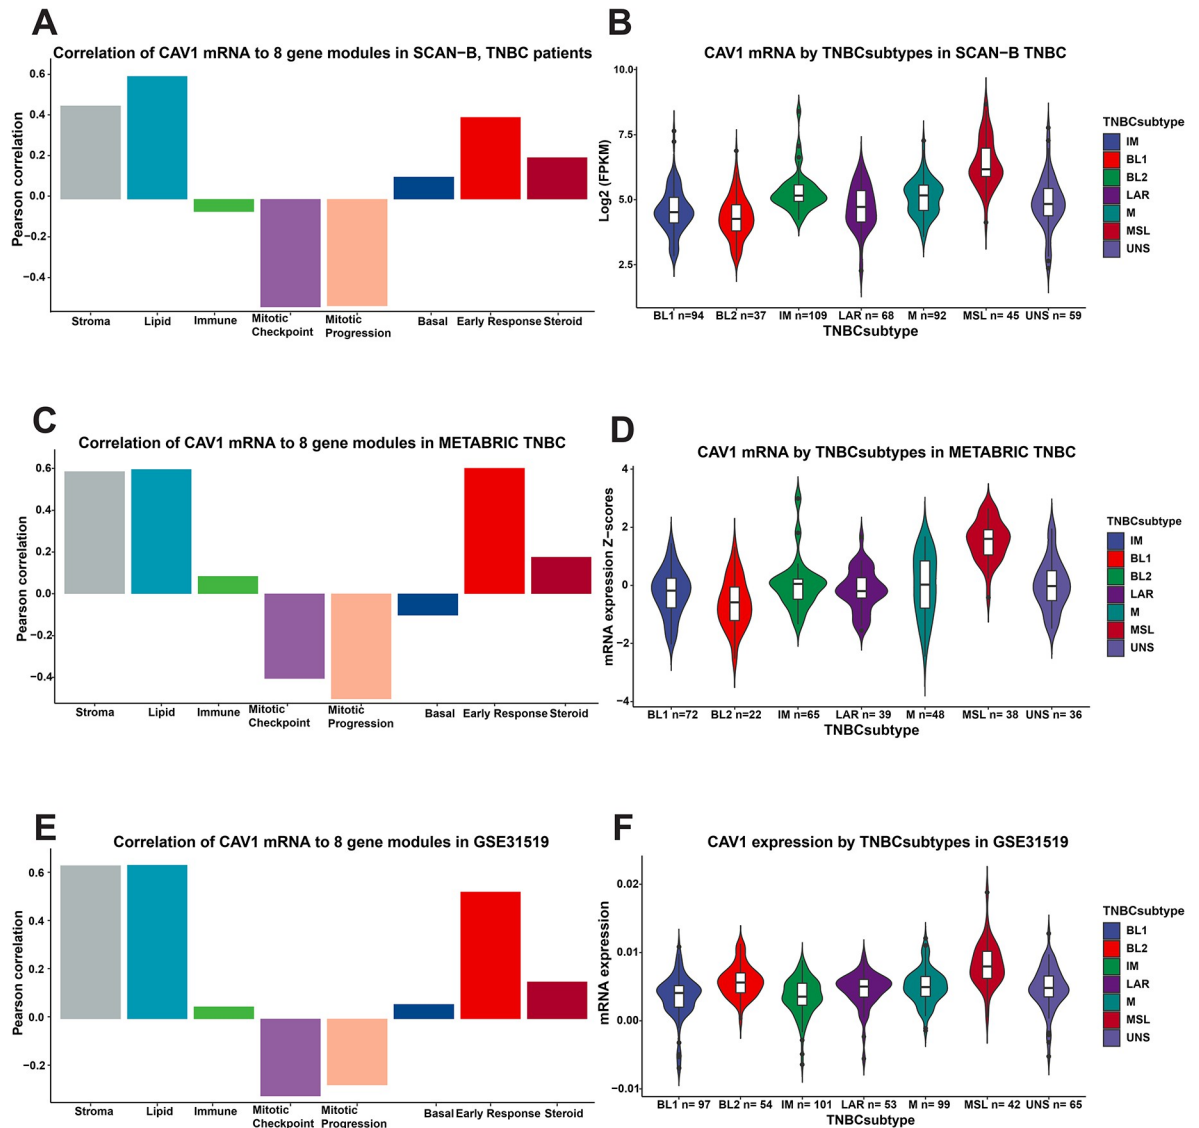 A
Correlation of CAV1 mRNA to 8 gene modules in SCAN−B, TNBC patients
Pearson correlation
0.6
0.4
0.2
0.0
−0.2
−0.4
Stroma Lipid Immune Mitotic Checkpoint Mitotic Progression Basal Early Response Steroid
B
CAV1 mRNA by TNBCsubtypes in SCAN−B TNBC
Log2 (FPKM)
10.0
7.5
5.0
2.5
BL1 n=94 BL2 n=37 IM n=109 LAR n= 68 M n=92 MSL n= 45 UNS n= 59
TNBCsubtype
TNBCsubtype
IM
BL1
BL2
LAR
M
MSL
UNS
C
Correlation of CAV1 mRNA to 8 gene modules in METABRIC TNBC
Pearson correlation
0.6
0.4
0.2
0.0
−0.2
−0.4
Stroma Lipid Immune Mitotic Checkpoint Mitotic Progression Basal Early Response Steroid
D
CAV1 mRNA by TNBCsubtypes in METABRIC TNBC
mRNA expression Z−scores
4
2
0
−2
−4
BL1 n=72 BL2 n=22 IM n=65 LAR n= 39 M n=48 MSL n= 38 UNS n= 36
TNBCsubtype
TNBCsubtype
IM
BL1
BL2
LAR
M
MSL
UNS
E
Correlation of CAV1 mRNA to 8 gene modules in GSE31519
Pearson correlation
0.6
0.4
0.2
0.0
−0.2
Stroma Lipid Immune Mitotic Checkpoint Mitotic Progression Basal Early Response Steroid
F
CAV1 expression by TNBCsubtypes in GSE31519
mRNA expression
0.02
0.01
0.00
−0.01
BL1 n= 97 BL2 n= 54 IM n= 101 LAR n= 53 M n= 99 MSL n= 42 UNS n= 65
TNBCsubtype
TNBCsubtype
BL1
BL2
IM
LAR
M
MSL
UNS